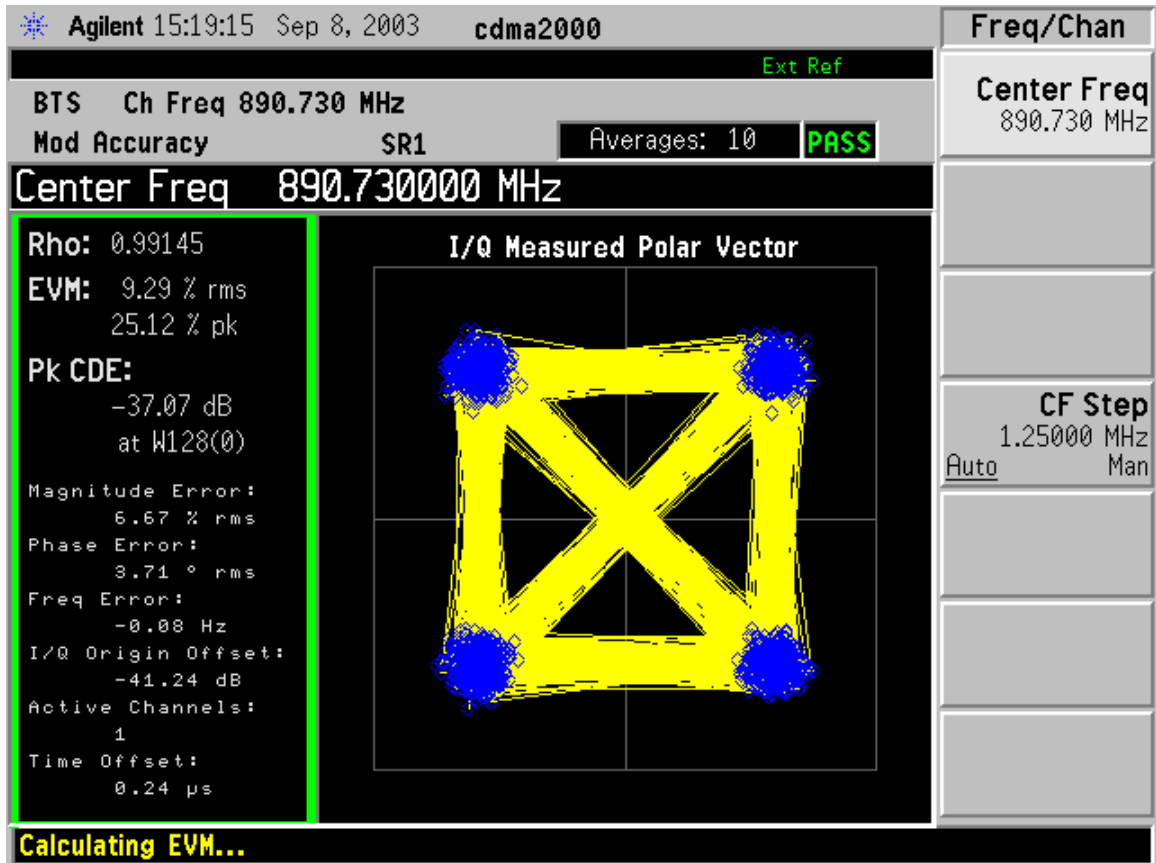 Agilent 15:19:15 Sep 8, 2003 cdma2000
Freq/Chan
Ext Ref
BTS Ch Freq 890.730 MHz
Mod Accuracy SR1 Averages: 10 PASS
Center Freq 890.730000 MHz
Rho: 0.99145
EVM: 9.29 % rms
25.12 % pk
Pk CDE:
-37.07 dB
at W128(0)
Magnitude Error:
6.67 % rms
Phase Error:
3.71 ° rms
Freq Error:
-0.08 Hz
I/Q Origin Offset:
-41.24 dB
Active Channels:
1
Time Offset:
0.24 µs
I/Q Measured Polar Vector
Center Freq
890.730 MHz
CF Step
1.25000 MHz
Auto Man
Calculating EVM...